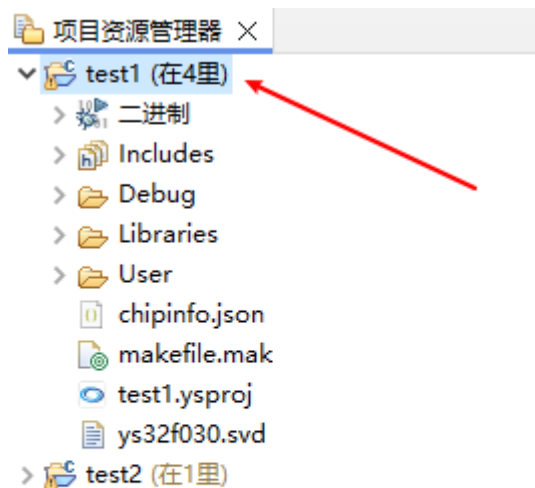 项目资源管理器
test1 (在4里)
二进制
Includes
Debug
Libraries
User
chipinfo.json
makefile.mak
test1.ysproj
ys32f030.svd
test2 (在1里)